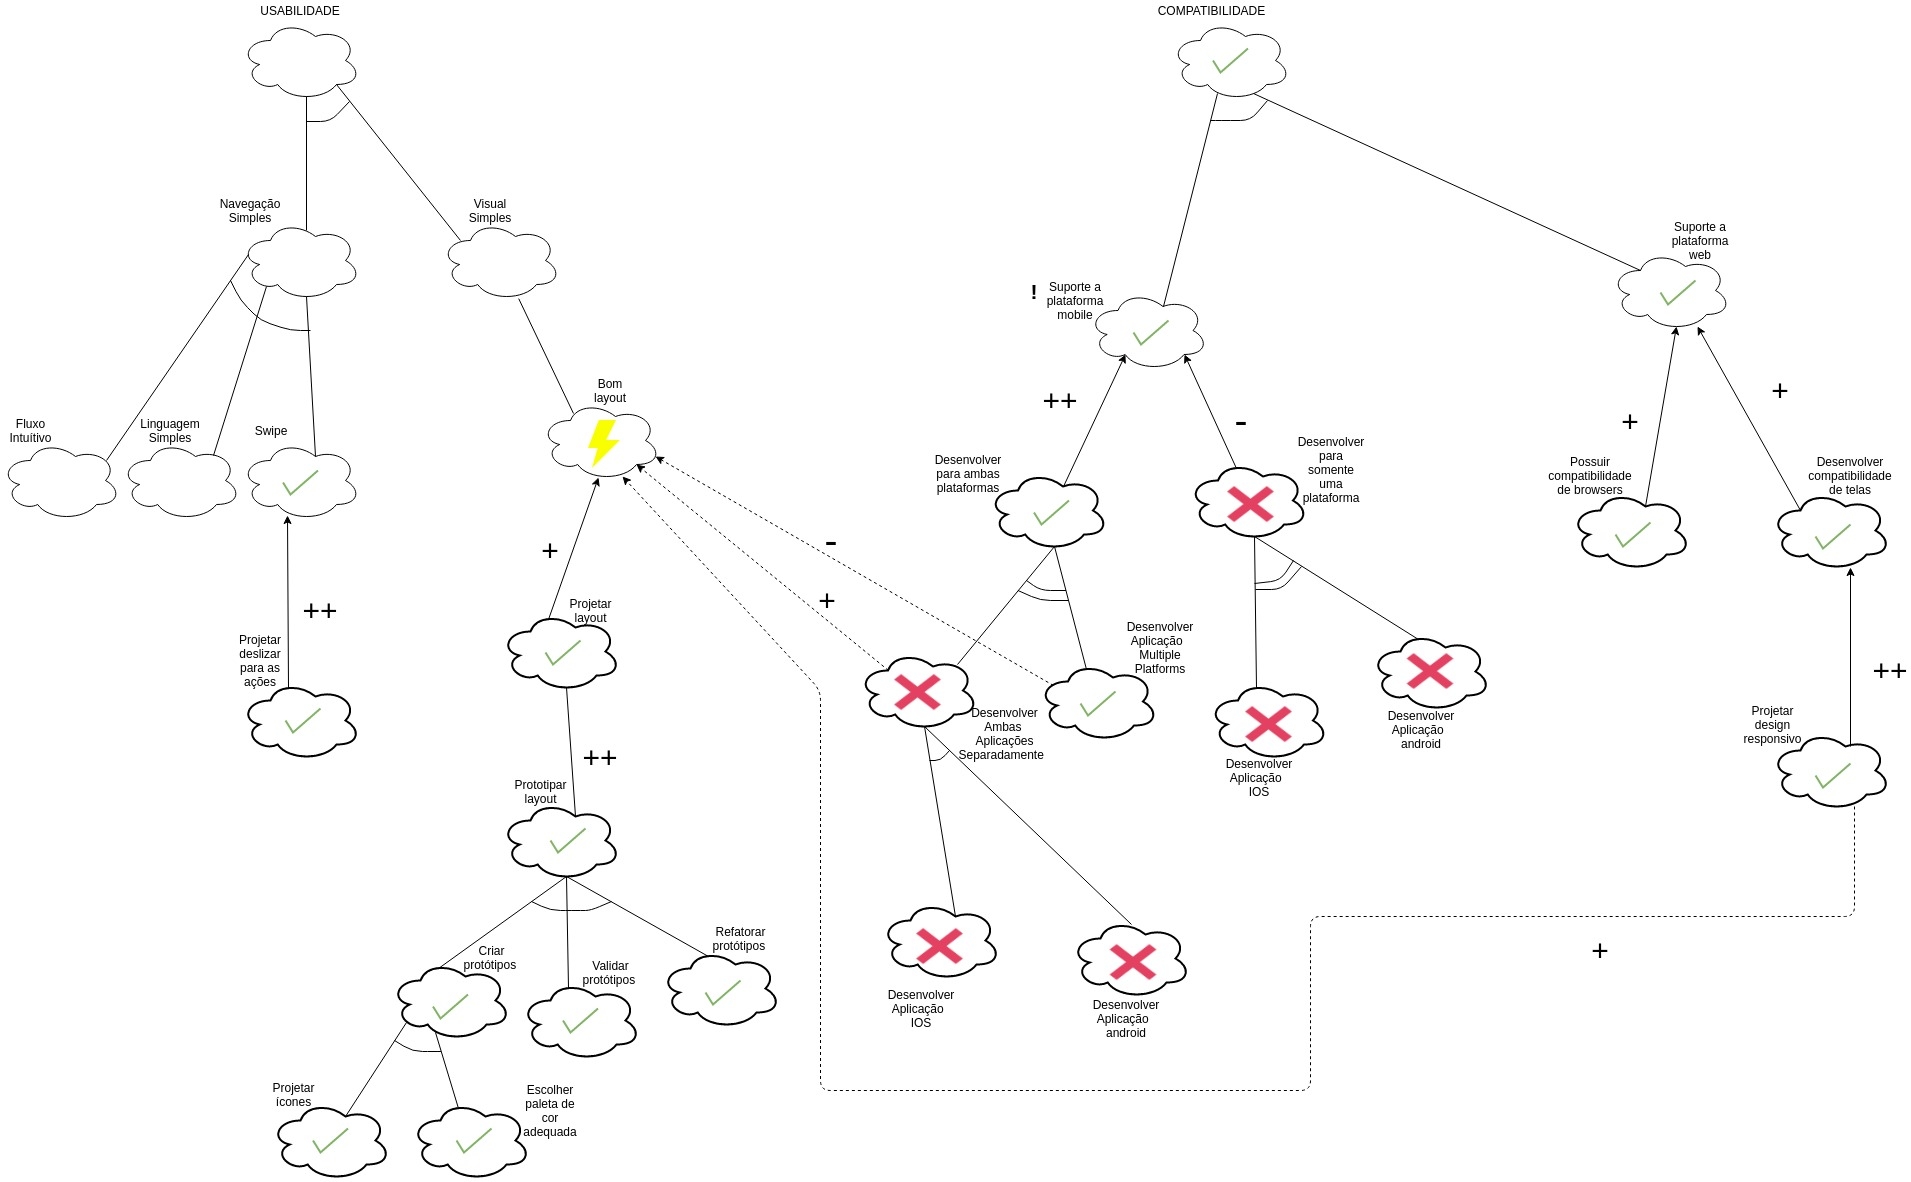 USABILIDADE
COMPATIBILIDADE
Navegação
Simples
Visual
Simples
Suporte a
plataforma
web
!
Suporte a
plataforma
mobile
Bom
layout
++
-
+
+
Fluxo
Intuítivo
Linguagem
Simples
Swipe
Desenvolver
para ambas
plataformas
Desenvolver
para
somente
uma
plataforma
Possuir
compatibilidade
de browsers
Desenvolver
compatibilidade
de telas
+
-
+
++
Projetar
layout
Projetar
deslizar
para as
ações
Desenvolver
Aplicação
Multiple
Platforms
++
Desenvolver
Ambas
Aplicações
Separadamente
Desenvolver
Aplicação
android
Projetar
design
responsivo
++
Prototipar
layout
Desenvolver
Aplicação
IOS
Criar
protótipos
Validar
protótipos
Refatorar
protótipos
+
Desenvolver
Aplicação
IOS
Desenvolver
Aplicação
android
Projetar
ícones
Escolher
paleta de
cor
adequada